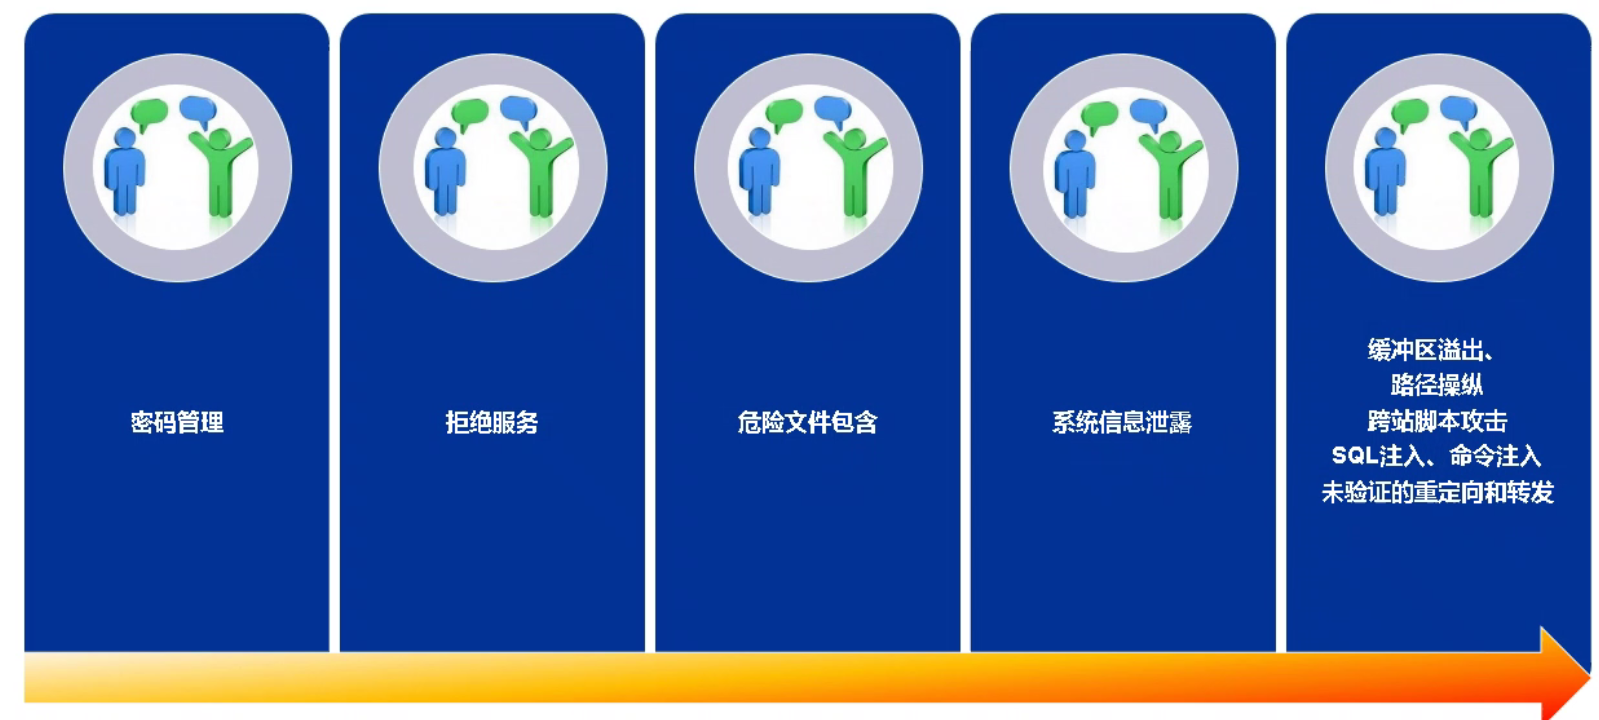 密码管理
拒绝服务
危险文件包含
系统信息泄露
缓冲区溢出、
路径操纵
跨站脚本攻击
SQL注入、命令注入
未验证的重定向和转发